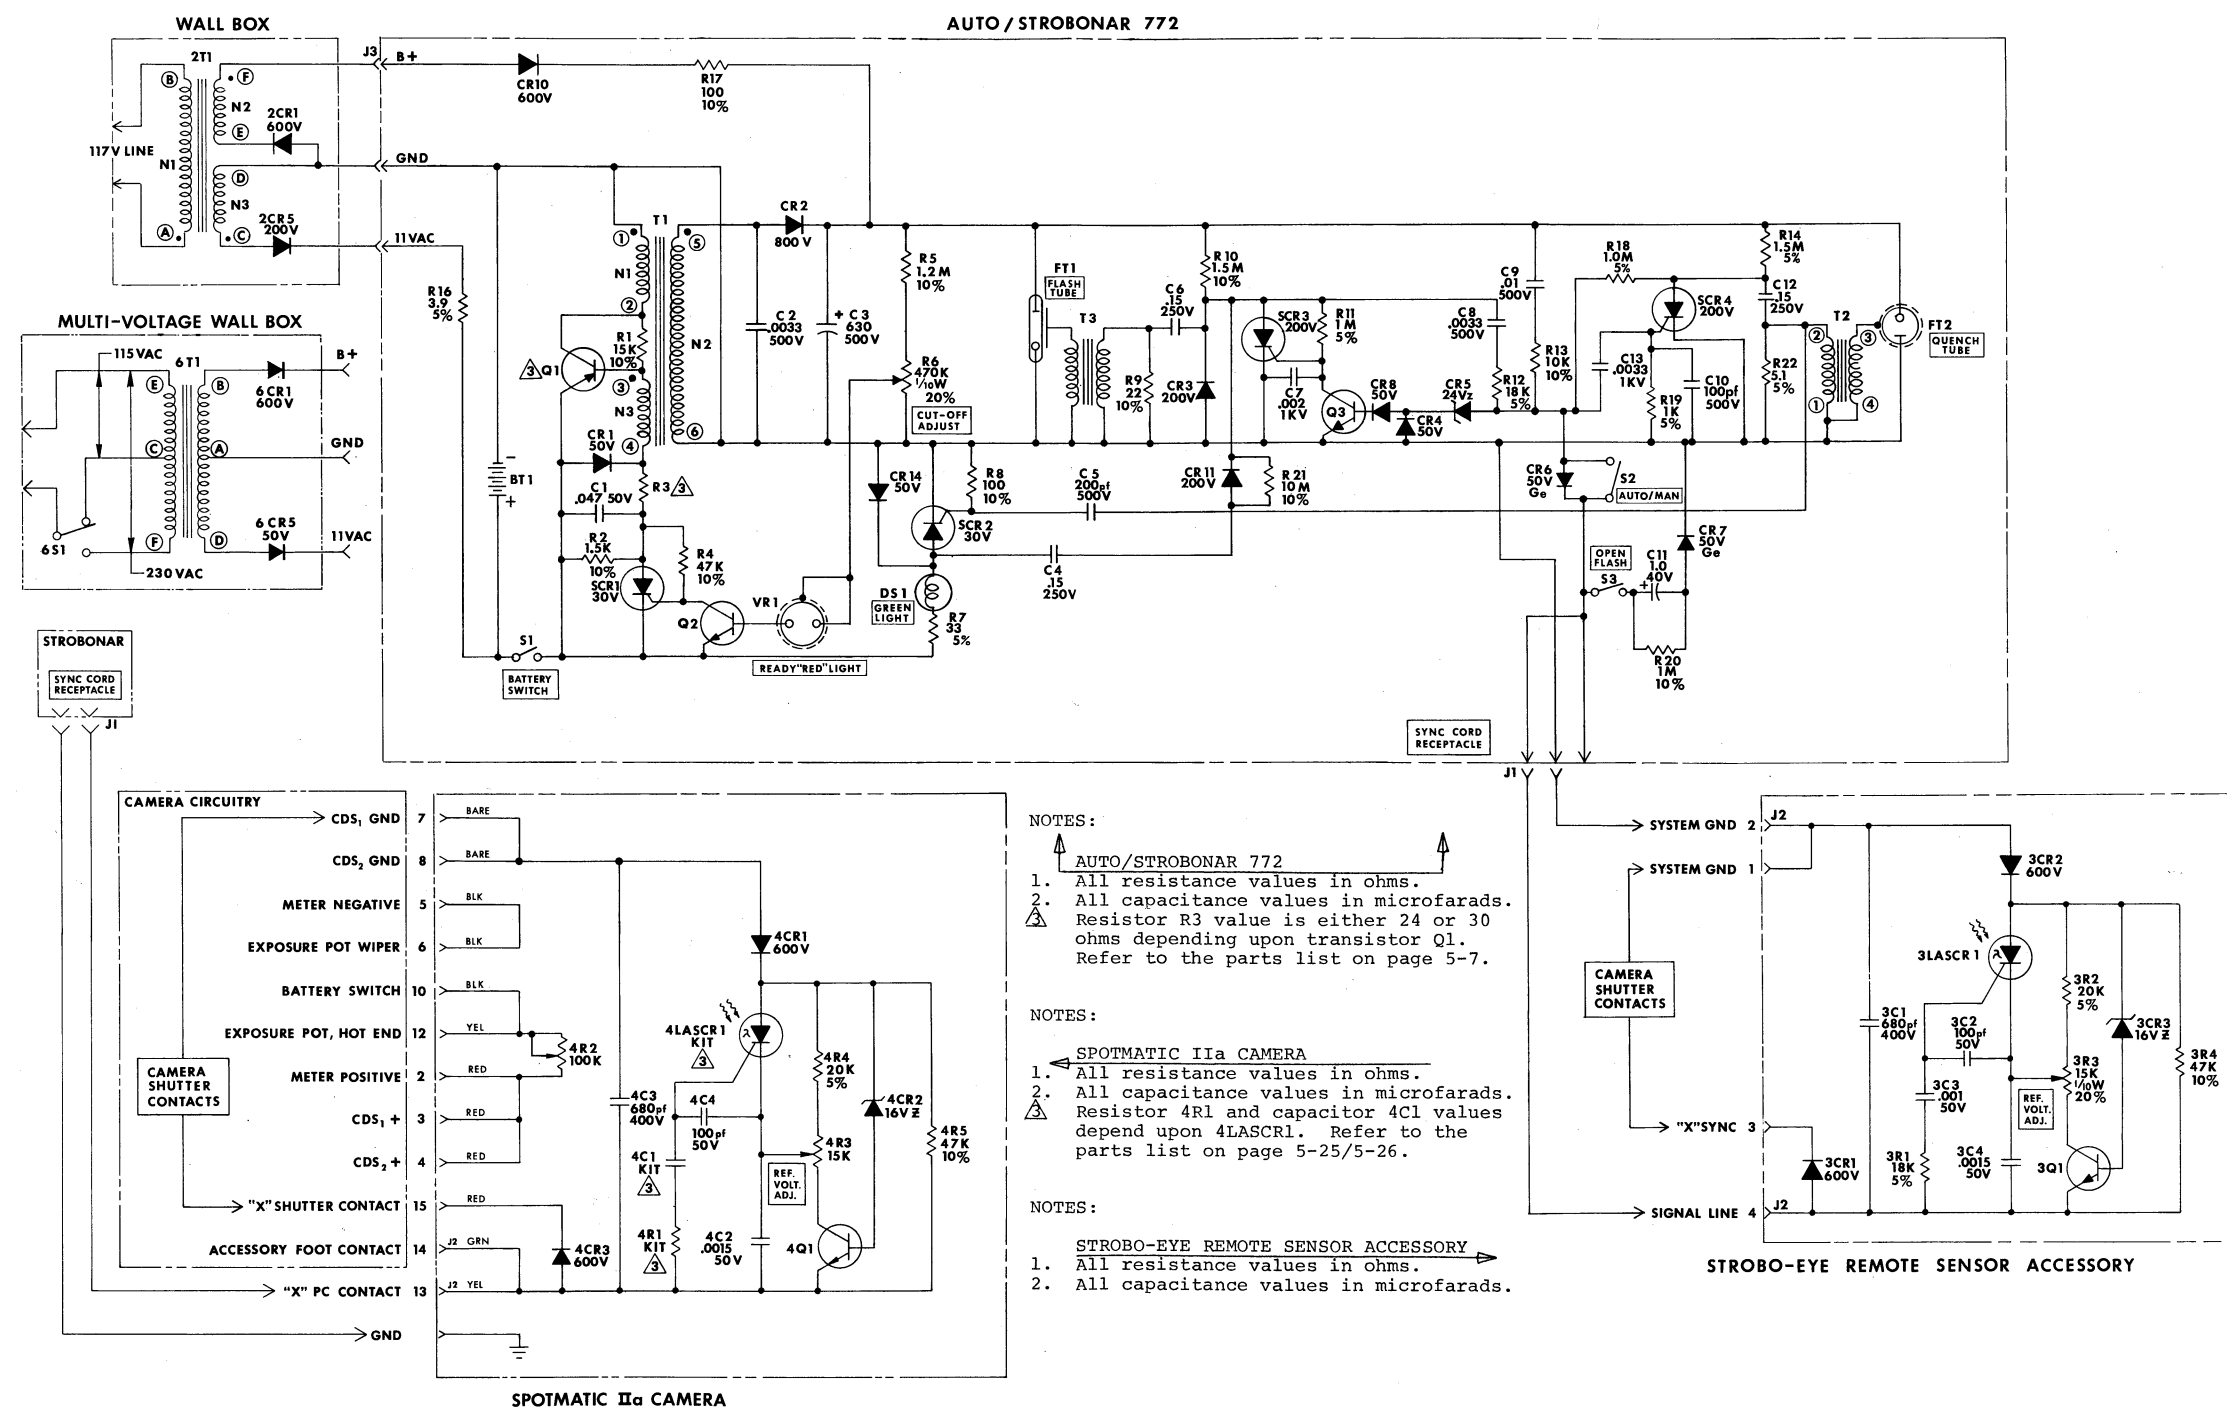 WALL BOX
AUTO/STROBONAR 772
2T1
J3
B+
B
F
N2
E
2CR1
600V
117V LINE
N1
D
N3
A
C
2CR5
200V
GND
11VAC
CR10
600V
R17
100
10%
MULTI-VOLTAGE WALL BOX
115VAC
6T1
B+
E
B
6CR1
600V
C
A
GND
6S1
F
D
6CR5
50V
11VAC
230VAC
R16
3.9
5%
BT1
−
+
S1
BATTERY
SWITCH
T1
1
N1
2
R1
15K
10%
3
Q1
3
N3
4
5
N2
6
CR1
50V
C1
.047 50V
R3
3
R2
1.5K
10%
SCR1
30V
R4
47K
10%
Q2
VR1
READY"RED"LIGHT
CR2
800V
C2
.0033
500V
+
C3
630
500V
R5
1.2M
10%
R6
470K
1/10W
20%
CUT-OFF
ADJUST
CR14
50V
SCR2
30V
R8
100
10%
DS1
GREEN
LIGHT
R7
33
5%
C5
200pf
500V
C4
.15
250V
FT1
FLASH
TUBE
T3
C6
.15
250V
R9
22
10%
CR3
200V
R10
1.5M
10%
CR11
200V
R21
10M
10%
SCR3
200V
R11
1M
5%
C7
.002
1KV
Q3
CR8
50V
CR4
50V
CR5
24Vz
C8
.0033
500V
R12
18K
5%
C9
.01
500V
R13
10K
10%
R18
1.0M
5%
SCR4
200V
C13
.0033
1KV
R19
1K
5%
C10
100pf
500V
R14
1.5M
5%
C12
.15
250V
R22
5.1
5%
T2
2
3
1
4
FT2
QUENCH
TUBE
CR6
50V
Ge
S2
AUTO/MAN
CR7
50V
Ge
OPEN
FLASH
S3
+
C11
1.0
40V
R20
1M
10%
SYNC CORD
RECEPTACLE
J1
STROBONAR
SYNC CORD
RECEPTACLE
J1
CAMERA CIRCUITRY
CDS1 GND 7
BARE
CDS2 GND 8
BARE
METER NEGATIVE 5
BLK
EXPOSURE POT WIPER 6
BLK
BATTERY SWITCH 10
BLK
EXPOSURE POT, HOT END 12
YEL
METER POSITIVE 2
RED
CDS1 + 3
RED
CDS2 + 4
RED
"X" SHUTTER CONTACT 15
RED
ACCESSORY FOOT CONTACT 14
J2 GRN
"X" PC CONTACT 13
J2 YEL
GND
CAMERA
SHUTTER
CONTACTS
4R2
100K
4CR3
600V
4C3
680pf
400V
4CR1
600V
4LASCR1
KIT
3
4C4
100pf
50V
4C1
KIT
3
4R1
KIT
3
4C2
.0015
50V
4R4
20K
5%
4R3
15K
REF.
VOLT.
ADJ.
4CR2
16V Z
4Q1
4R5
47K
10%
SPOTMATIC IIa CAMERA
NOTES:
AUTO/STROBONAR 772
1. All resistance values in ohms.
2. All capacitance values in microfarads.
3 Resistor R3 value is either 24 or 30
ohms depending upon transistor Q1.
Refer to the parts list on page 5-7.
NOTES:
SPOTMATIC IIa CAMERA
1. All resistance values in ohms.
2. All capacitance values in microfarads.
3 Resistor 4R1 and capacitor 4C1 values
depend upon 4LASCR1. Refer to the
parts list on page 5-25/5-26.
NOTES:
STROBO-EYE REMOTE SENSOR ACCESSORY
1. All resistance values in ohms.
2. All capacitance values in microfarads.
SYSTEM GND 2
J2
SYSTEM GND 1
CAMERA
SHUTTER
CONTACTS
"X"SYNC 3
SIGNAL LINE 4
J2
3CR2
600V
3LASCR1
3C1
680pf
400V
3C2
100pf
50V
3C3
.001
50V
3R1
18K
5%
3CR1
600V
3C4
.0015
50V
3R2
20K
5%
3R3
15K
1/10W
20%
REF.
VOLT.
ADJ.
3CR3
16V Z
3R4
47K
10%
3Q1
STROBO-EYE REMOTE SENSOR ACCESSORY